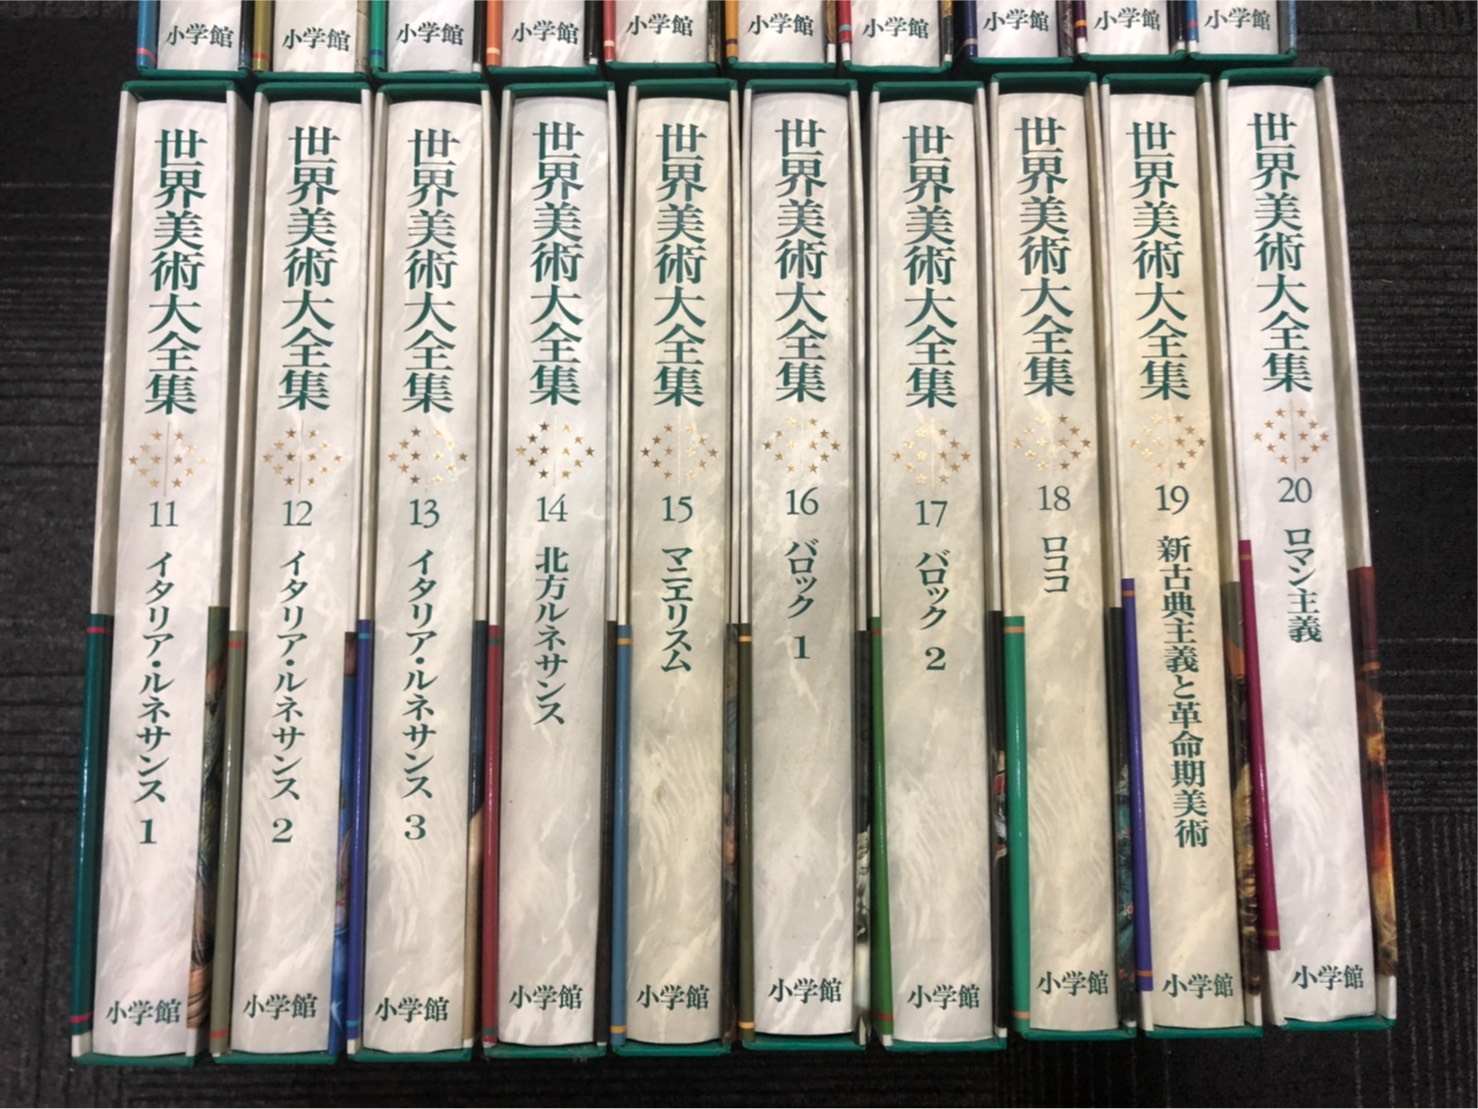 小学館
小学館
小学館
小学館
小学館
小学館
小学館
小学館
小学館
小学館
世界美術大全集 11 イタリア・ルネサンス 1 小学館
世界美術大全集 12 イタリア・ルネサンス 2 小学館
世界美術大全集 13 イタリア・ルネサンス 3 小学館
世界美術大全集 14 北方ルネサンス 小学館
世界美術大全集 15 マニエリスム 小学館
世界美術大全集 16 バロック 1 小学館
世界美術大全集 17 バロック 2 小学館
世界美術大全集 18 ロココ 小学館
世界美術大全集 19 新古典主義と革命期美術 小学館
世界美術大全集 20 ロマン主義 小学館